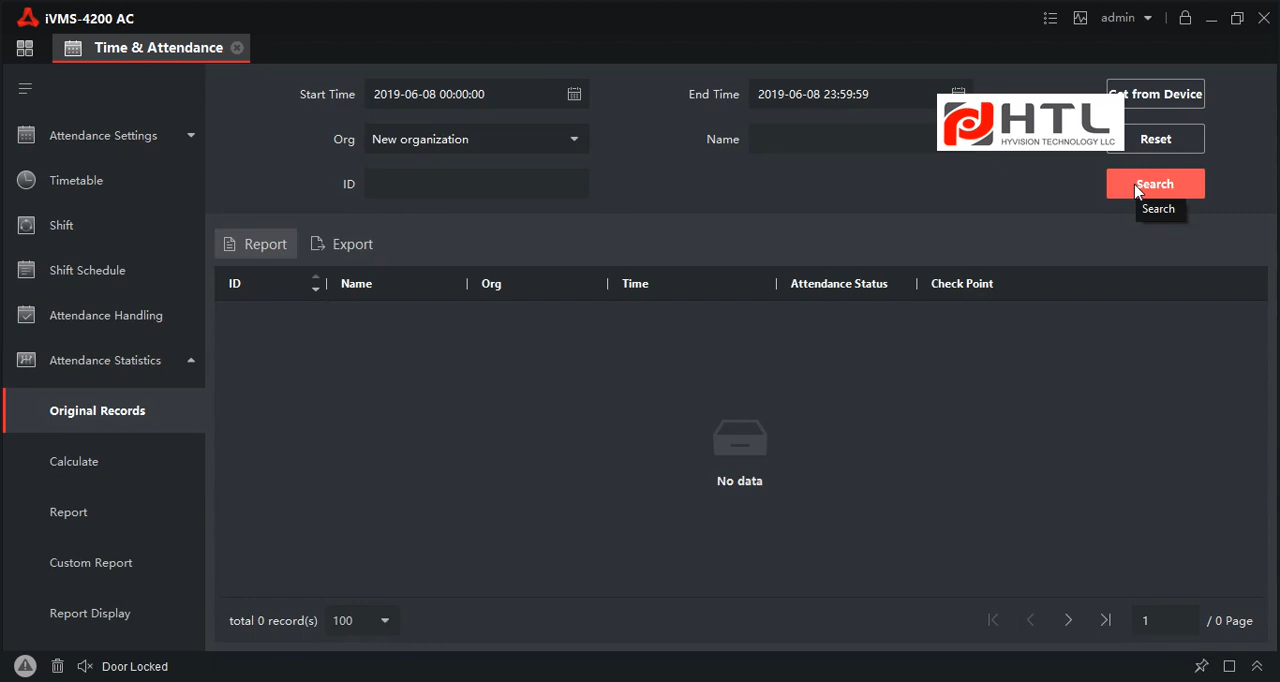 iVMS-4200 AC
admin
Time & Attendance
Start Time 2019-06-08 00:00:00 End Time 2019-06-08 23:59:59 Get from Device
HTL
HYVISION TECHNOLOGY LLC
Org New organization Name Reset
ID Search
Search
Attendance Settings
Timetable
Shift
Shift Schedule
Attendance Handling
Attendance Statistics
Original Records
Calculate
Report
Custom Report
Report Display
Report Export
ID Name Org Time Attendance Status Check Point
No data
total 0 record(s) 100 1 / 0 Page
Door Locked